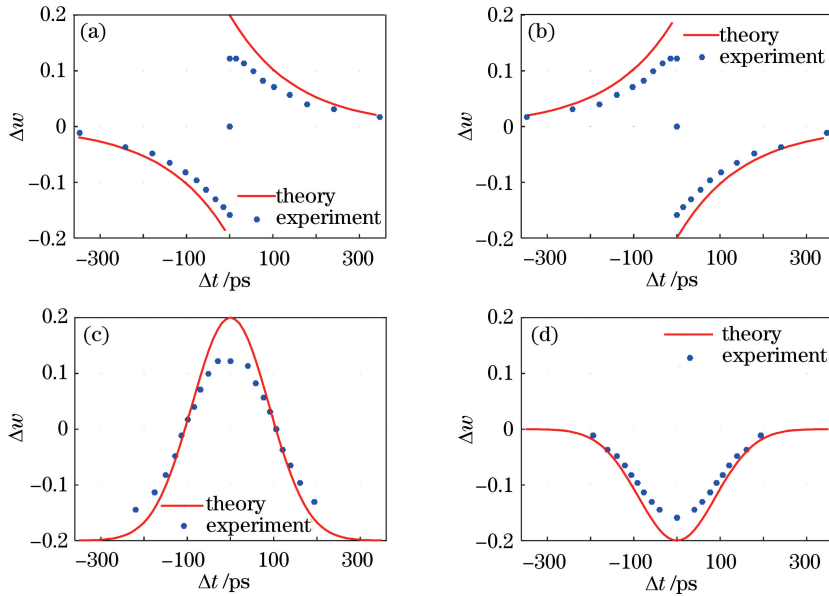 (a)
0.2
0.1
0
−0.1
−0.2
Δw
theory
experiment
−300
−100
100
300
Δt /ps
(b)
0.2
0.1
0
−0.1
−0.2
Δw
theory
experiment
−300
−100
100
300
Δt /ps
(c)
0.2
0.1
0
−0.1
−0.2
Δw
theory
experiment
−300
−100
100
300
Δt /ps
(d)
0.2
0.1
0
−0.1
−0.2
Δw
theory
experiment
−300
−100
100
300
Δt /ps